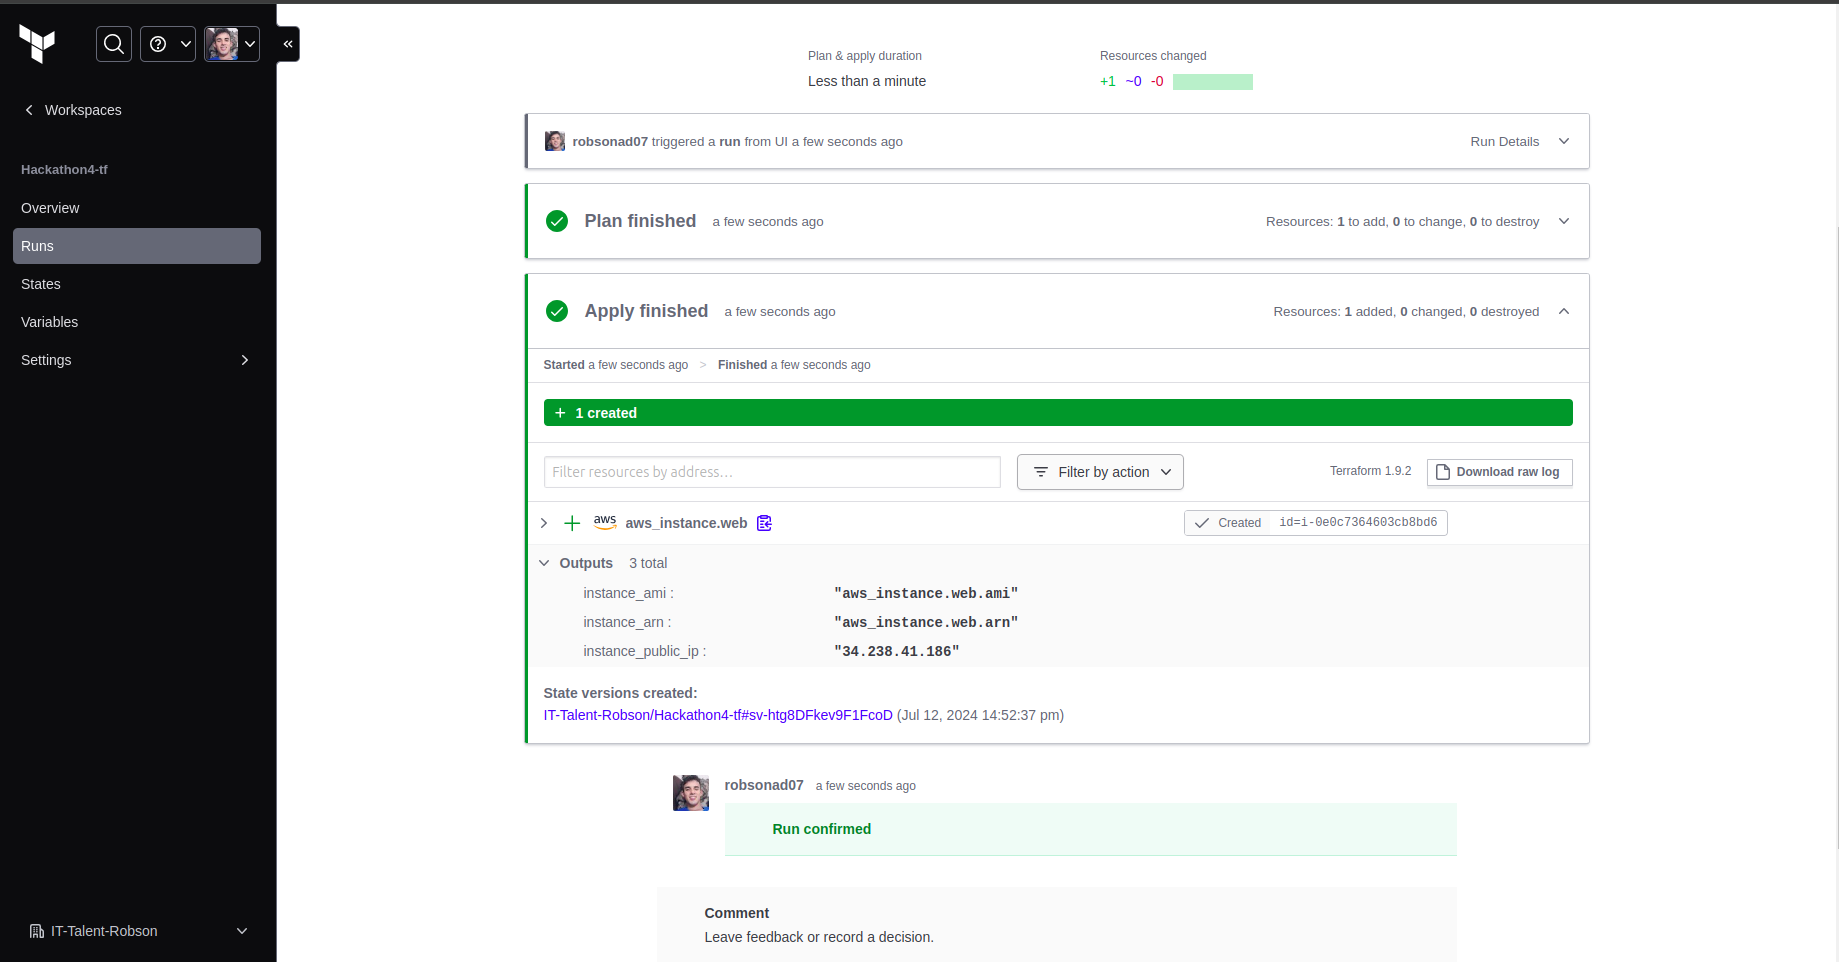 Workspaces
Hackathon4-tf
Overview
Runs
States
Variables
Settings
IT-Talent-Robson
Plan & apply duration
Less than a minute
Resources changed
+1 ~0 -0
robsonad07 triggered a run from UI a few seconds ago
Run Details
Plan finished a few seconds ago
Resources: 1 to add, 0 to change, 0 to destroy
Apply finished a few seconds ago
Resources: 1 added, 0 changed, 0 destroyed
Started a few seconds ago > Finished a few seconds ago
+ 1 created
Filter resources by address...
Filter by action
Terraform 1.9.2
Download raw log
aws aws_instance.web
Created id=i-0e0c7364603cb8bd6
Outputs 3 total
instance_ami : "aws_instance.web.ami"
instance_arn : "aws_instance.web.arn"
instance_public_ip : "34.238.41.186"
State versions created:
IT-Talent-Robson/Hackathon4-tf#sv-htg8DFkev9F1FcoD (Jul 12, 2024 14:52:37 pm)
robsonad07 a few seconds ago
Run confirmed
Comment
Leave feedback or record a decision.